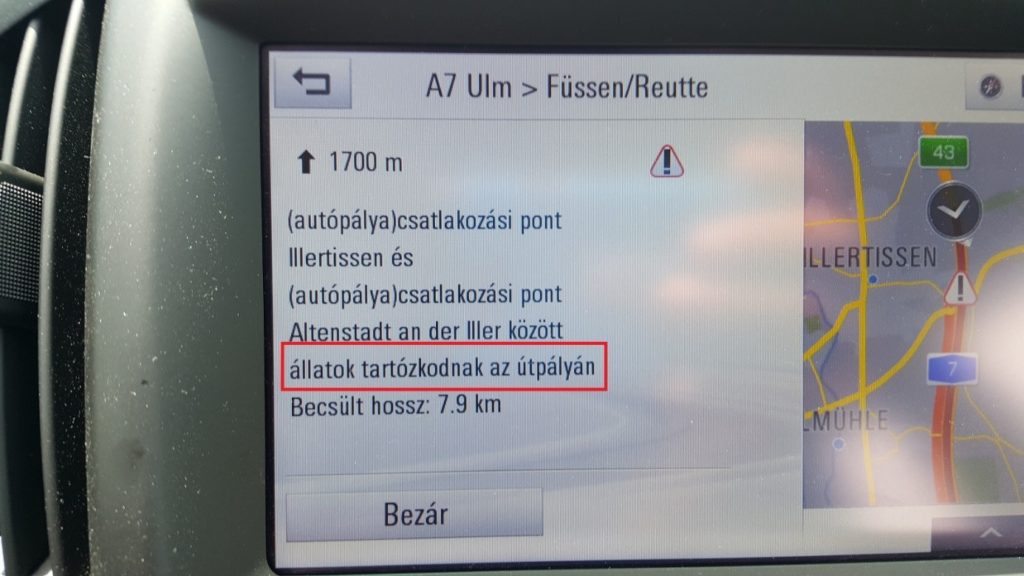 A7 Ulm > Füssen/Reutte
1700 m
(autópálya)csatlakozási pont
Illertissen és
(autópálya)csatlakozási pont
Altenstadt an der Iller között
állatok tartózkodnak az útpályán
Becsült hossz: 7.9 km
Bezár
43
ILLERTISSEN
7
LMÜHLE